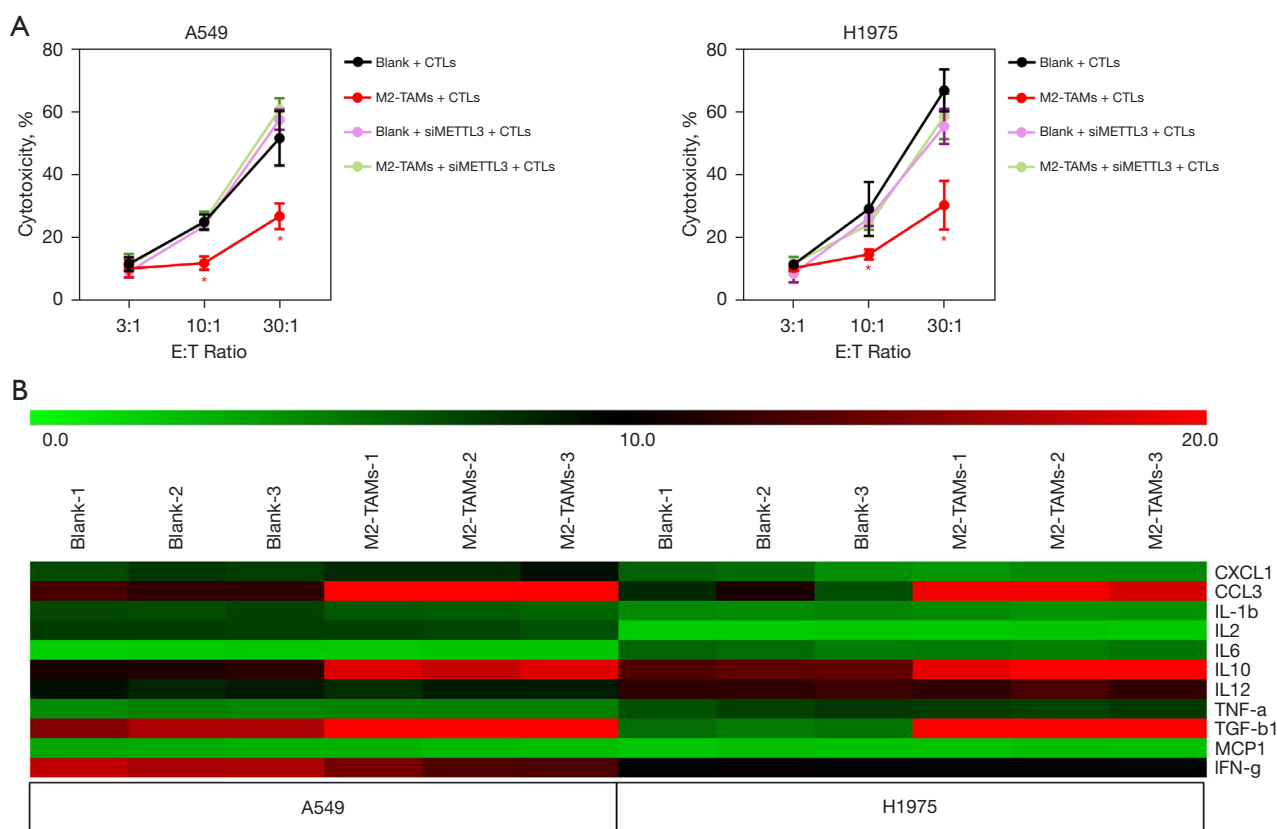 A
A549
80
60
40
20
0
Cytotoxicity, %
3:1 10:1 30:1
E:T Ratio
Blank + CTLs
M2-TAMs + CTLs
Blank + siMETTL3 + CTLs
M2-TAMs + siMETTL3 + CTLs
*
*
H1975
80
60
40
20
0
Cytotoxicity, %
3:1 10:1 30:1
E:T Ratio
Blank + CTLs
M2-TAMs + CTLs
Blank + siMETTL3 + CTLs
M2-TAMs + siMETTL3 + CTLs
*
*
B
0.0 10.0 20.0
Blank-1
Blank-2
Blank-3
M2-TAMs-1
M2-TAMs-2
M2-TAMs-3
Blank-1
Blank-2
Blank-3
M2-TAMs-1
M2-TAMs-2
M2-TAMs-3
CXCL1
CCL3
IL-1b
IL2
IL6
IL10
IL12
TNF-a
TGF-b1
MCP1
IFN-g
A549 H1975